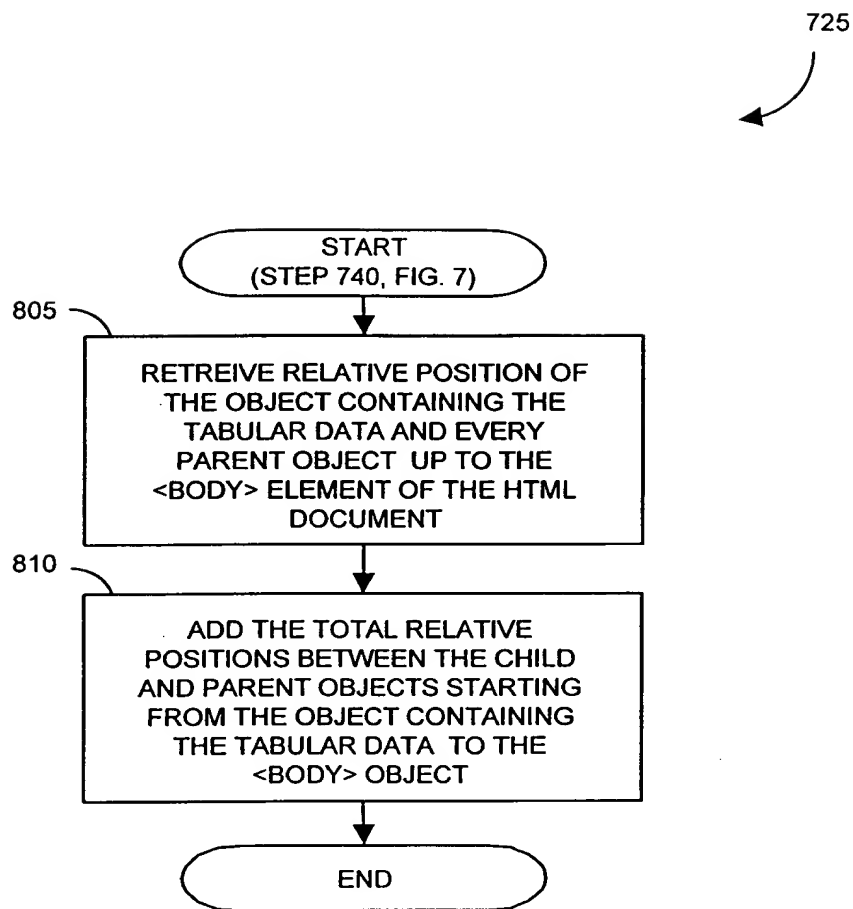 725
START
(STEP 740, FIG. 7)
805
RETREIVE RELATIVE POSITION OF
THE OBJECT CONTAINING THE
TABULAR DATA AND EVERY
PARENT OBJECT UP TO THE
<BODY> ELEMENT OF THE HTML
DOCUMENT
810
ADD THE TOTAL RELATIVE
POSITIONS BETWEEN THE CHILD
AND PARENT OBJECTS STARTING
FROM THE OBJECT CONTAINING
THE TABULAR DATA TO THE
<BODY> OBJECT
END